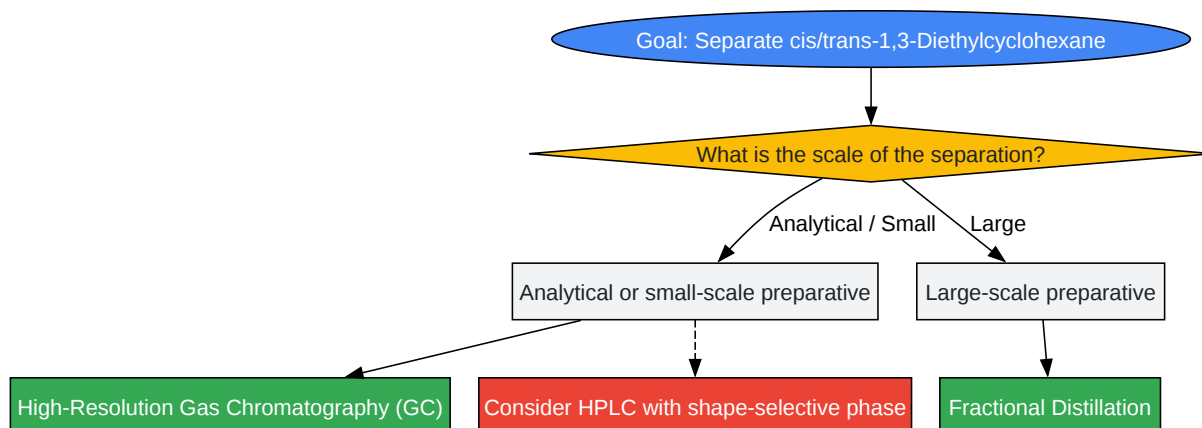 Goal: Separate cis/trans-1,3-Diethylcyclohexane
What is the scale of the separation?
Analytical / Small
Large
Analytical or small-scale preparative
Large-scale preparative
High-Resolution Gas Chromatography (GC)
Consider HPLC with shape-selective phase
Fractional Distillation